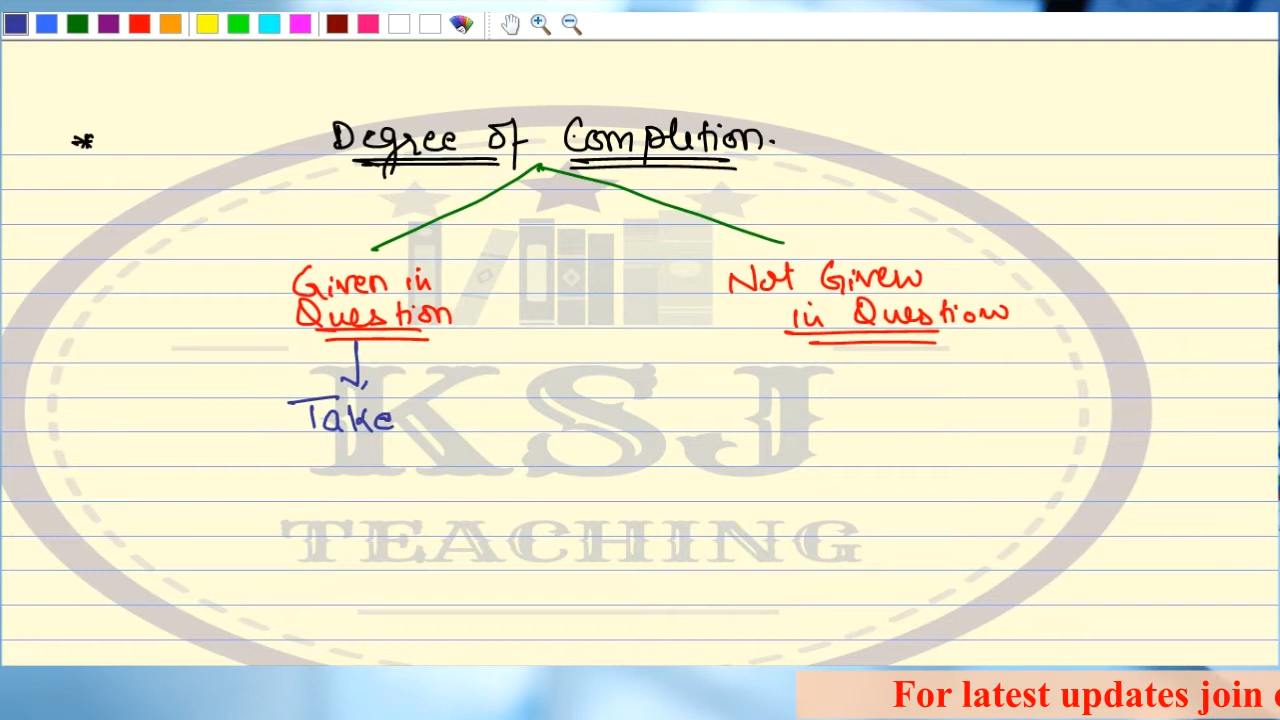 * Degree of Completion.
Given in
Question
Not Given
in Question
Take
KSJ
TEACHING
For latest updates join